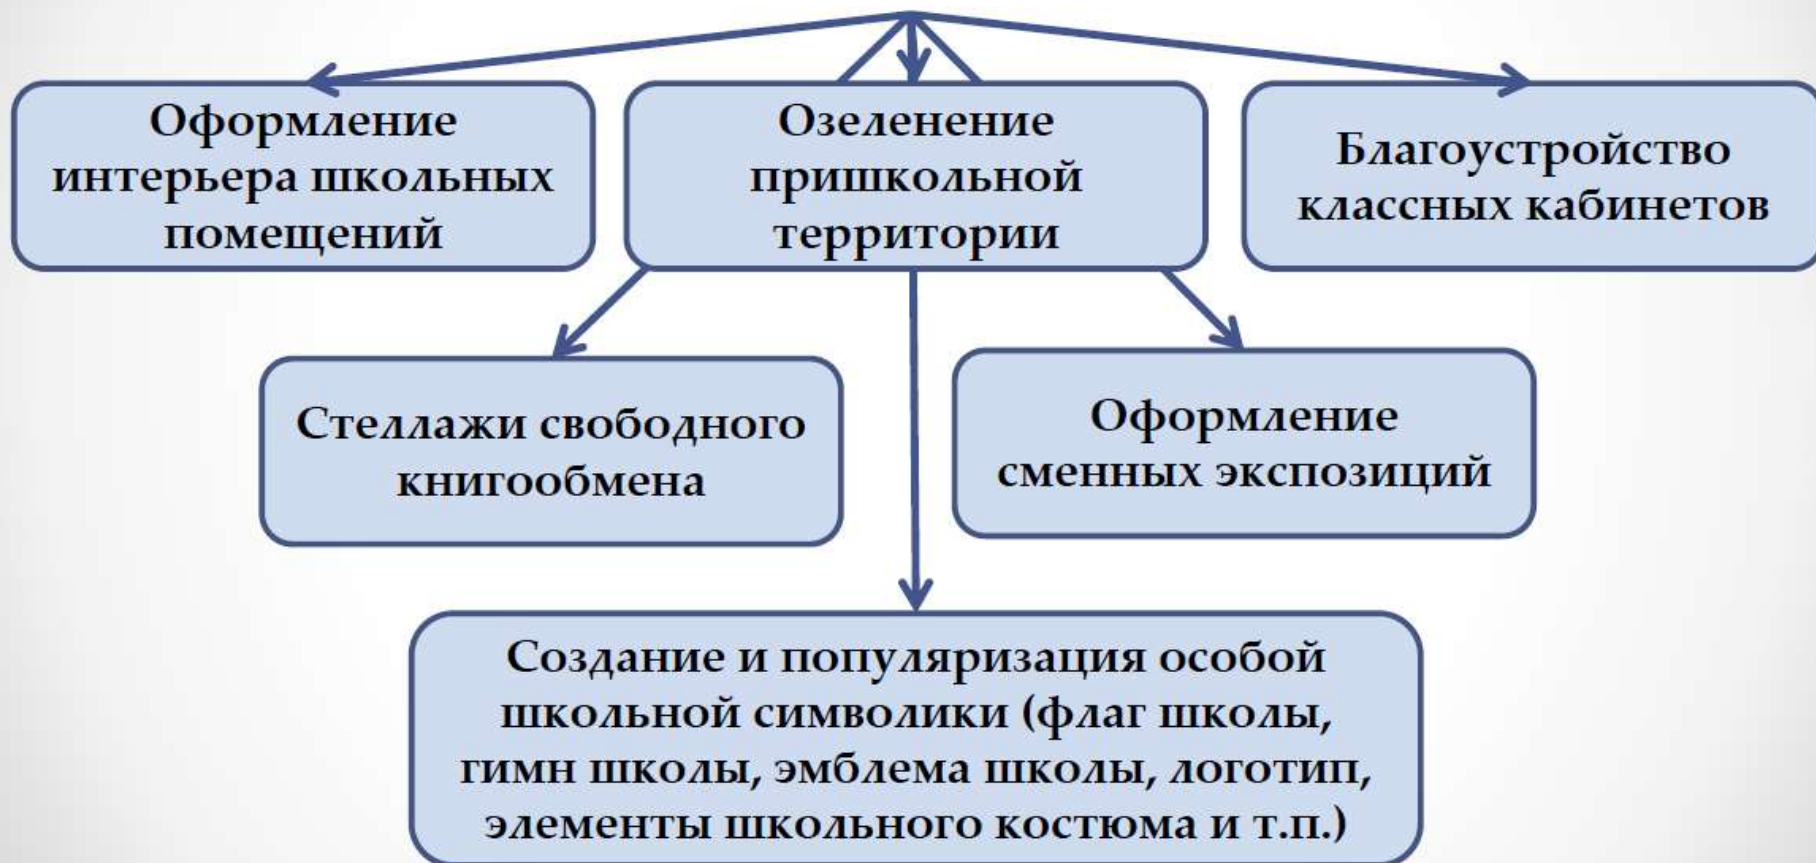 Оформление
интерьера школьных
помещений
Озеленение
пришкольной
территории
Благоустройство
классных кабинетов
Стеллажи свободного
книгообмена
Оформление
сменных экспозиций
Создание и популяризация особой
школьной символики (флаг школы,
гимн школы, эмблема школы, логотип,
элементы школьного костюма и т.п.)